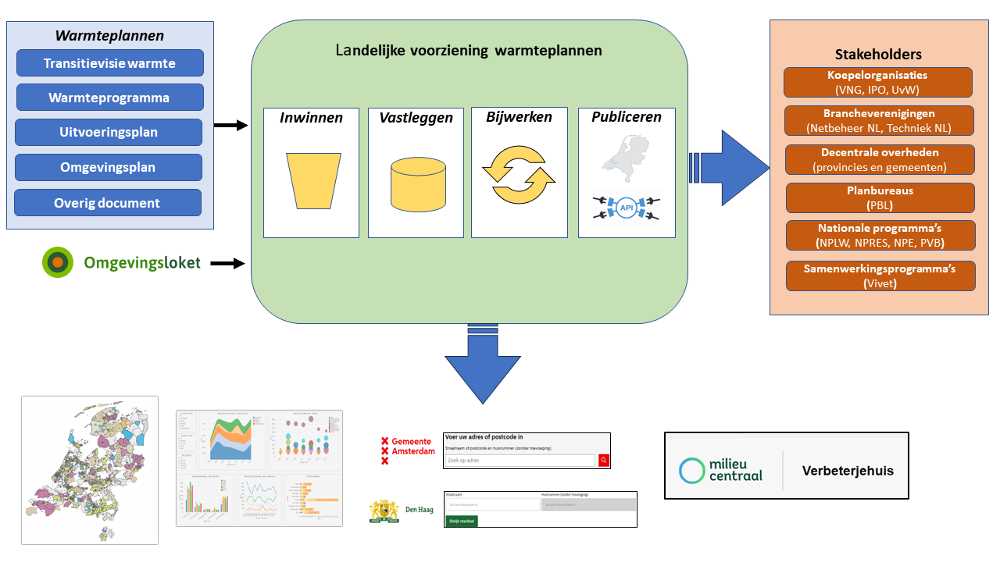 Warmteplannen
Transitievisie warmte
Warmteprogramma
Uitvoeringsplan
Omgevingsplan
Overig document
Omgevingsloket
Landelijke voorziening warmteplannen
Inwinnen
Vastleggen
Bijwerken
Publiceren
API
Stakeholders
Koepelorganisaties
(VNG, IPO, UvW)
Brancheverenigingen
(Netbeheer NL, Techniek NL)
Decentrale overheden
(provincies en gemeenten)
Planbureaus
(PBL)
Nationale programma's
(NPLW, NPRES, NPE, PVB)
Samenwerkingsprogramma's
(Vivet)
Gemeente
Amsterdam
Voer uw adres of postcode in
Straatnaam of postcode en huisnummer (zonder toevoeging)
Zoek op adres
Den Haag
Straatnaam
Huisnummer (zonder toevoeging)
Bekijk resultaat
milieu
centraal
Verbeterjehuis